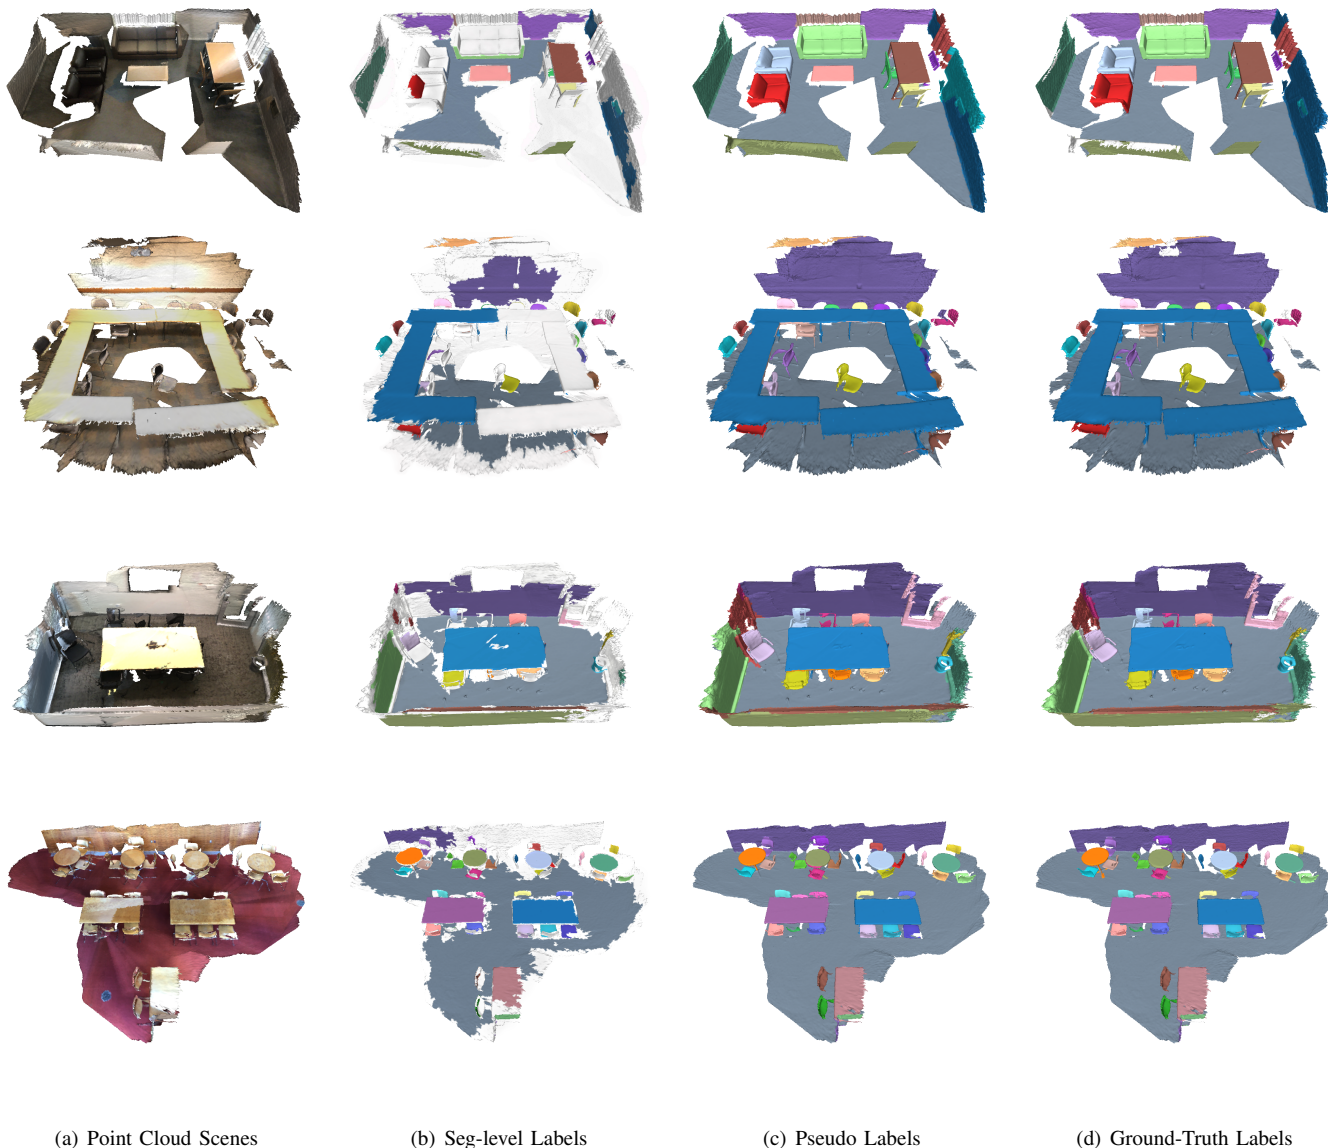 (a) Point Cloud Scenes
(b) Seg-level Labels
(c) Pseudo Labels
(d) Ground-Truth Labels